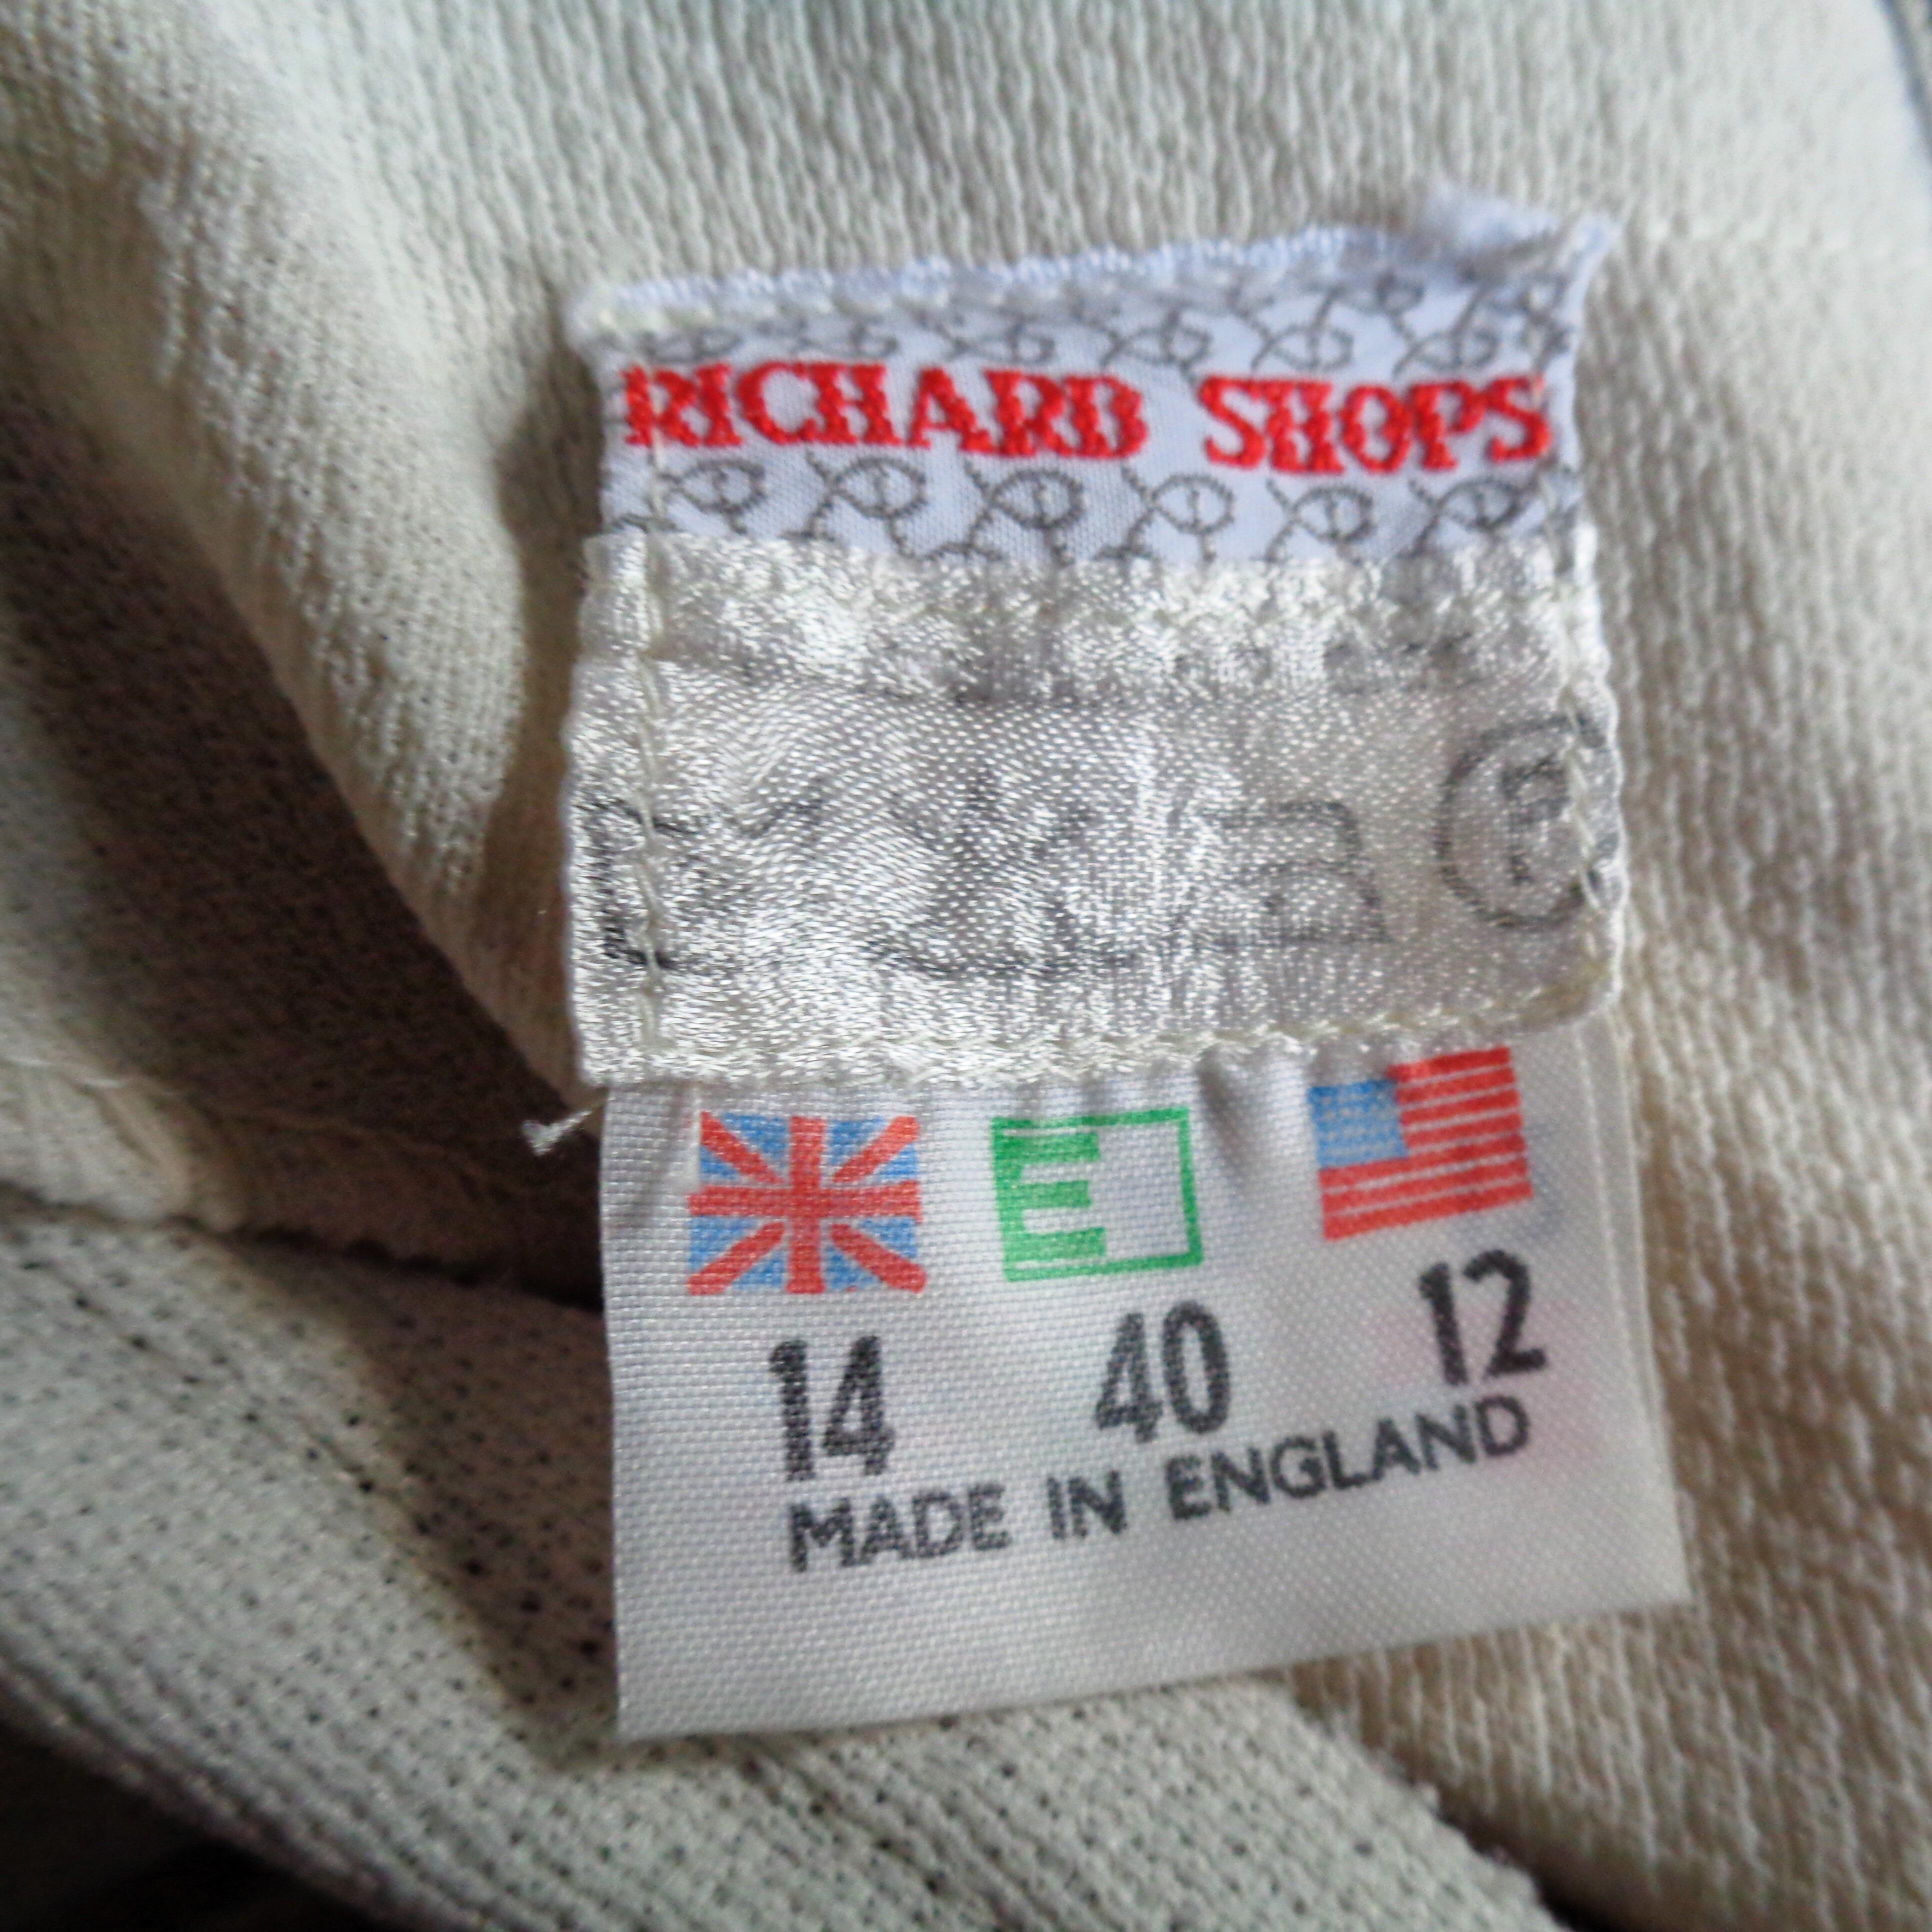 RICHARD SHOPS
E
14 40 12
MADE IN ENGLAND